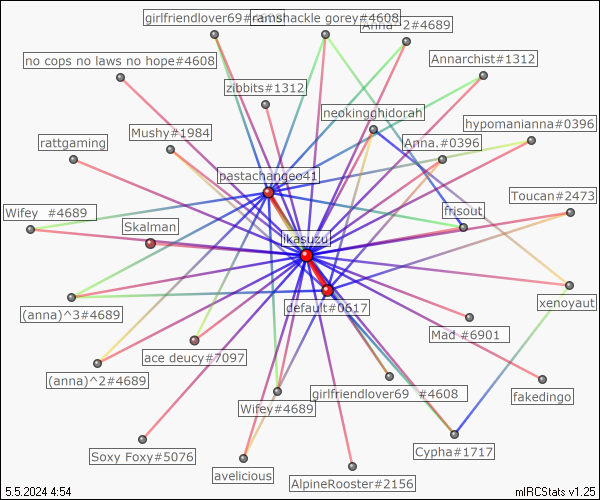 girlfriendlover69#4608
ramshackle gorey#4608
Anna^2#4689
no cops no laws no hope#4608
Annarchist#1312
zibbits#1312
neokingghidorah
hypomanianna#0396
Mushy#1984
rattgaming
Anna.#0396
pastachangeo41
Toucan#2473
Wifey _#4689
frisout
Skalman
ikasuzu
xenoyaut
(anna)^3#4689
default#0617
Mad_#6901
ace deucy#7097
(anna)^2#4689
fakedingo
girlfriendlover69_#4608
Wifey#4689
Cypha#1717
Soxy Foxy#5076
avelicious
AlpineRooster#2156
5.5.2024 4:54
mIRCStats v1.25